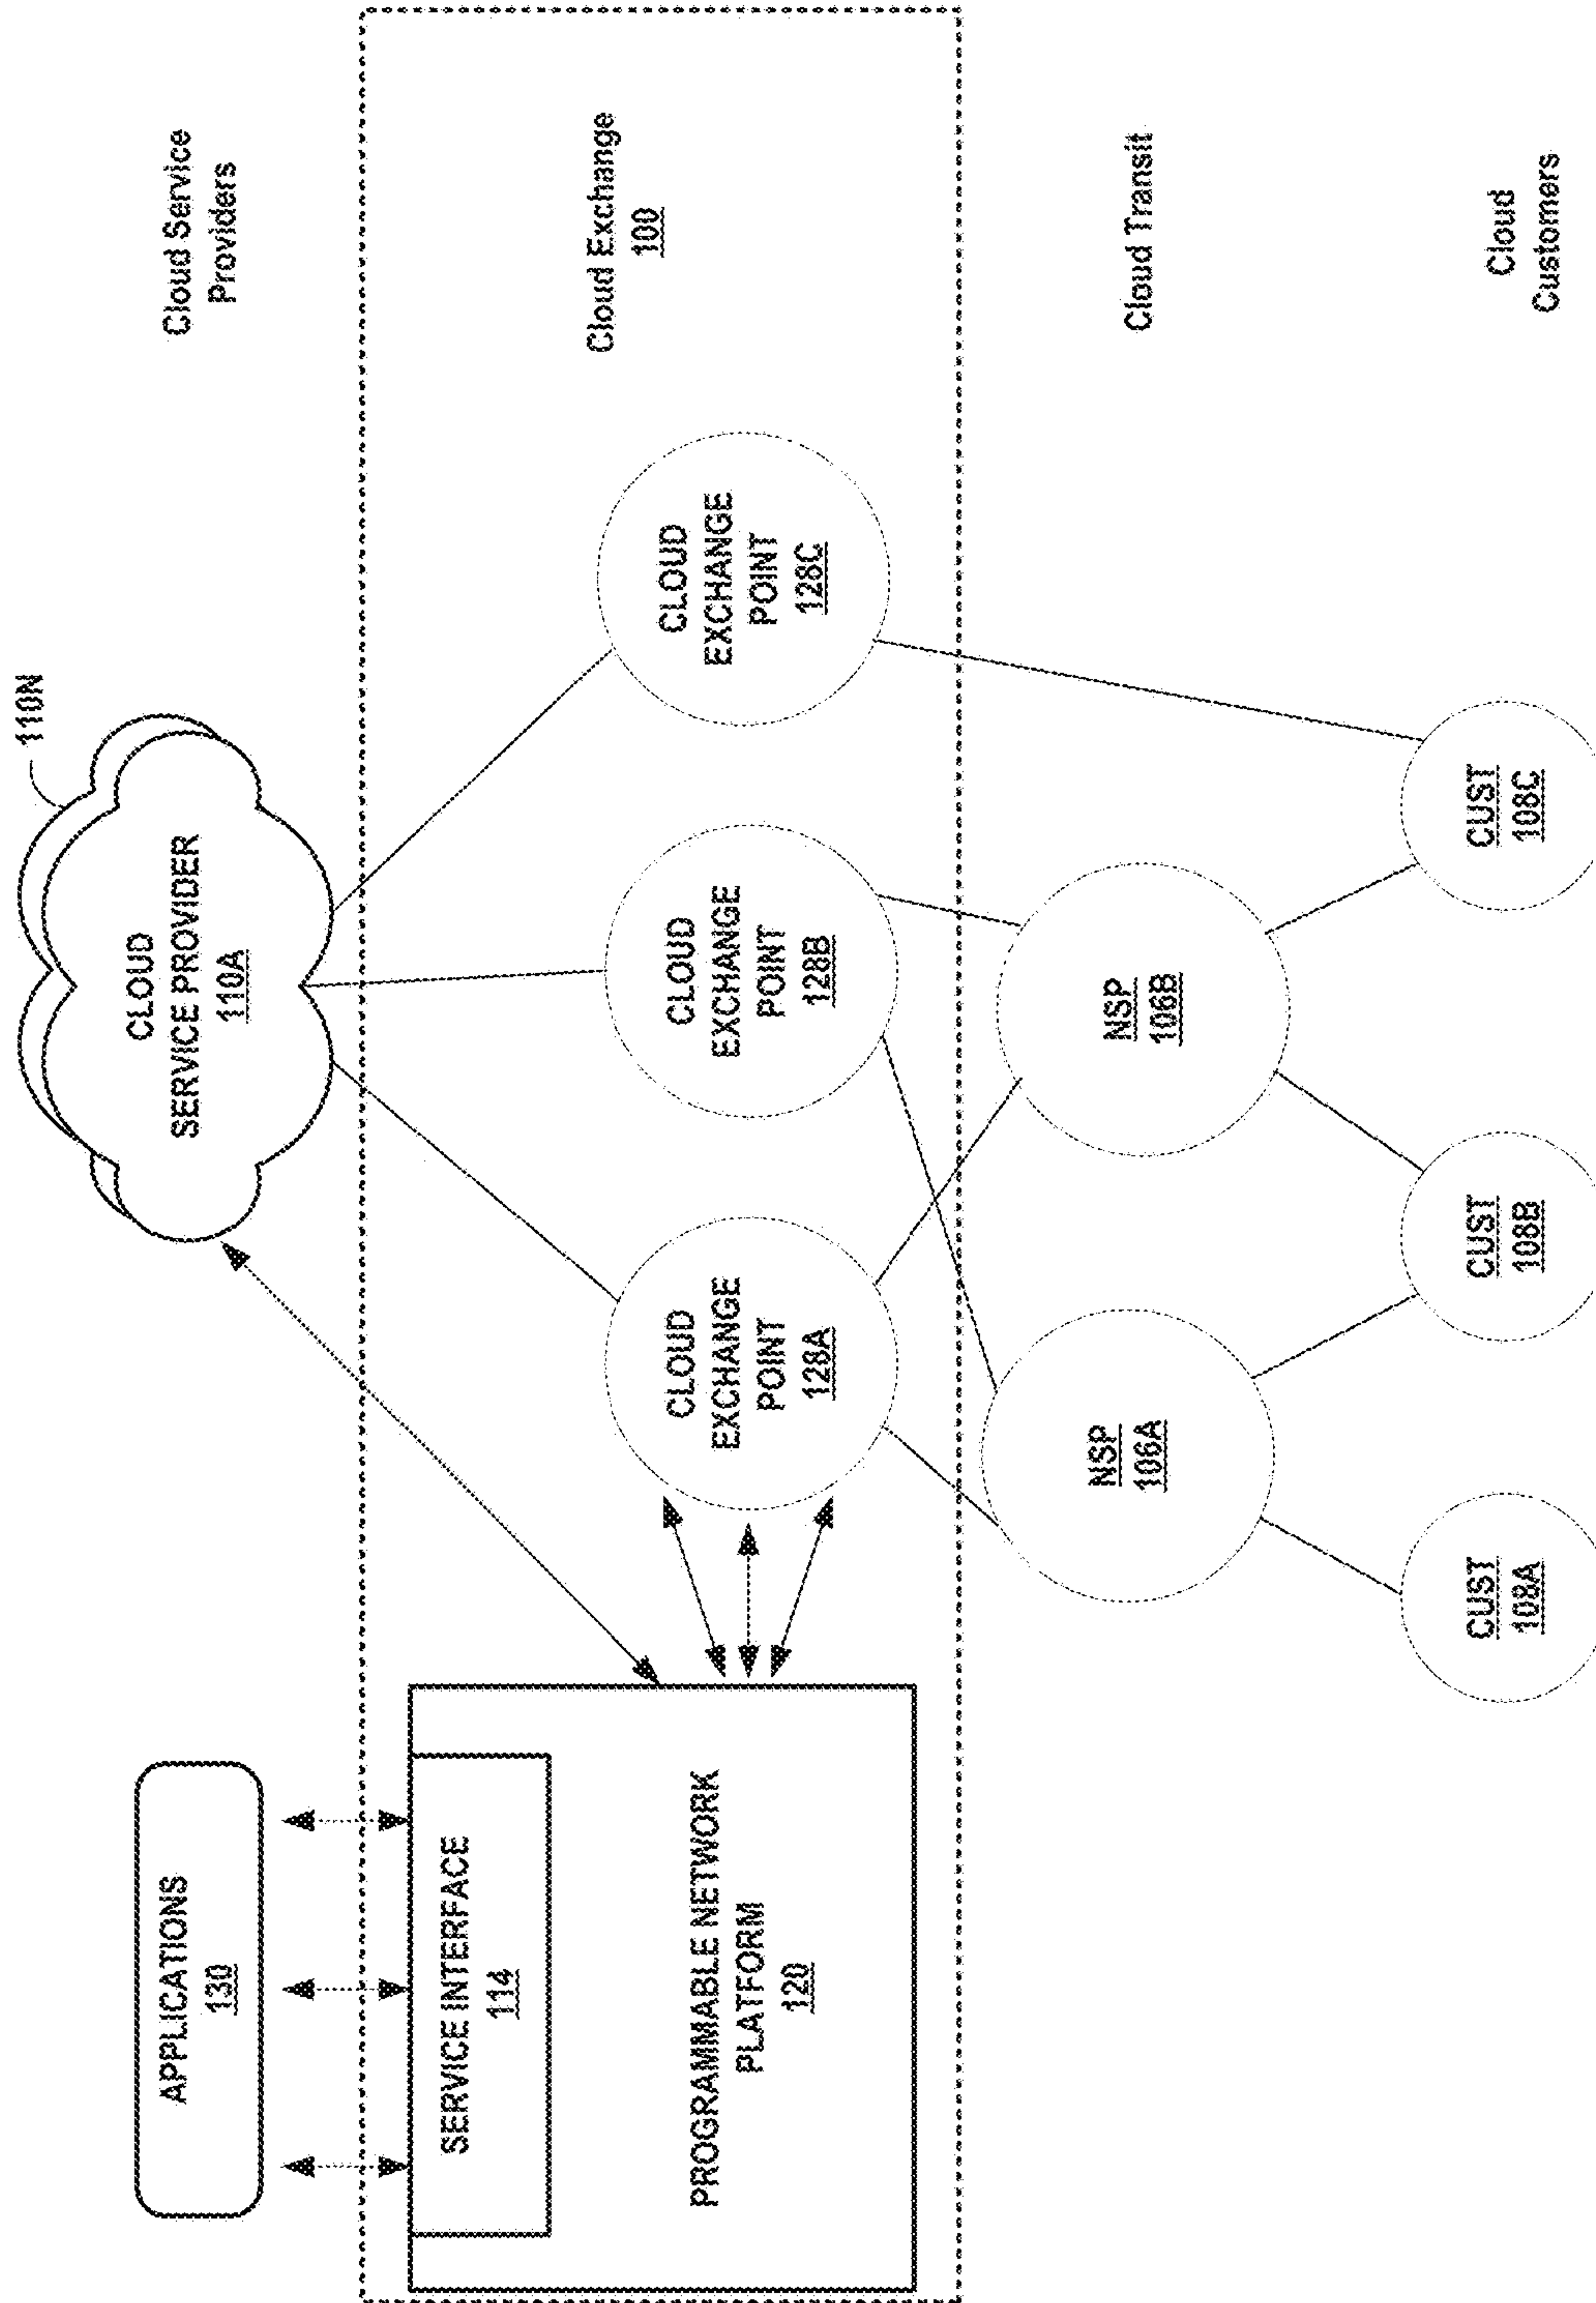 110N
CLOUD
SERVICE PROVIDER
110A
Cloud Service
Providers
APPLICATIONS
130
SERVICE INTERFACE
114
PROGRAMMABLE NETWORK
PLATFORM
120
CLOUD
EXCHANGE
POINT
128A
CLOUD
EXCHANGE
POINT
128B
CLOUD
EXCHANGE
POINT
128C
Cloud Exchange
100
NSP
106A
NSP
106B
Cloud Transit
CUST
108A
CUST
108B
CUST
108C
Cloud
Customers